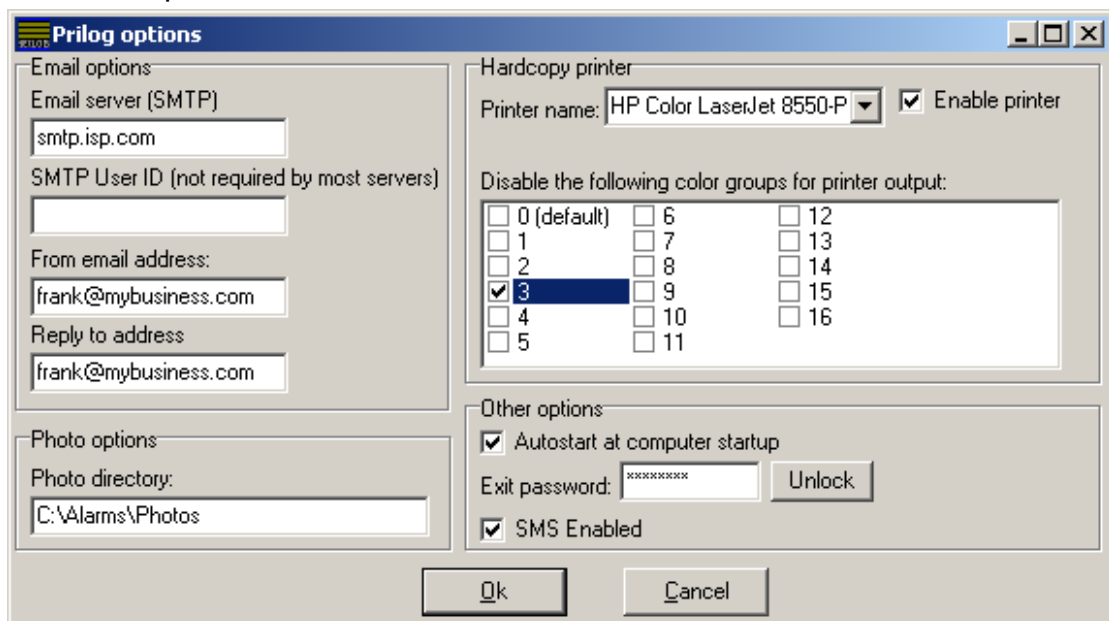 Prilog options
Email options
Email server (SMTP)
smtp.isp.com
SMTP User ID (not required by most servers)
From email address:
frank@mybusiness.com
Reply to address
frank@mybusiness.com
Photo options
Photo directory:
C:\Alarms\Photos
Hardcopy printer
Printer name: HP Color LaserJet 8550-P Enable printer
Disable the following color groups for printer output:
0 (default) 6 12
1 7 13
2 8 14
3 9 15
4 10 16
5 11
Other options
Autostart at computer startup
Exit password: ******** Unlock
SMS Enabled
Ok Cancel